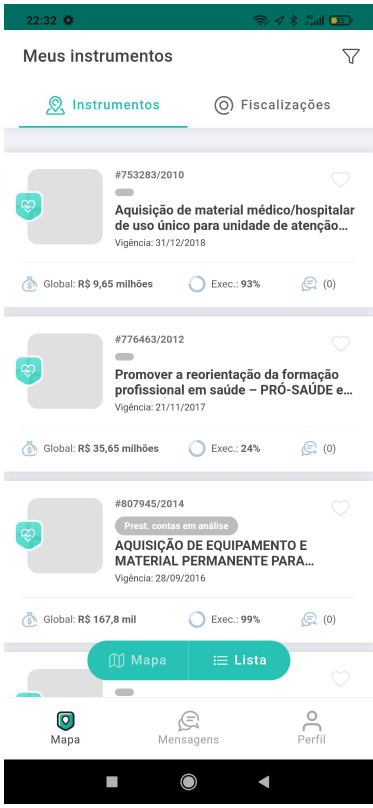 22:32
Meus instrumentos
Instrumentos
Fiscalizações
#753283/2010
Aquisição de material médico/hospitalar
de uso único para unidade de atenção...
Vigência: 31/12/2018
Global: R$ 9,65 milhões
Exec.: 93%
(0)
#776463/2012
Promover a reorientação da formação
profissional em saúde – PRÓ-SAÚDE e...
Vigência: 21/11/2017
Global: R$ 35,65 milhões
Exec.: 24%
(0)
#807945/2014
Prest. contas em análise
AQUISIÇÃO DE EQUIPAMENTO E
MATERIAL PERMANENTE PARA...
Vigência: 28/09/2016
Global: R$ 167,8 mil
Exec.: 99%
(0)
Mapa
Lista
Mapa
Mensagens
Perfil